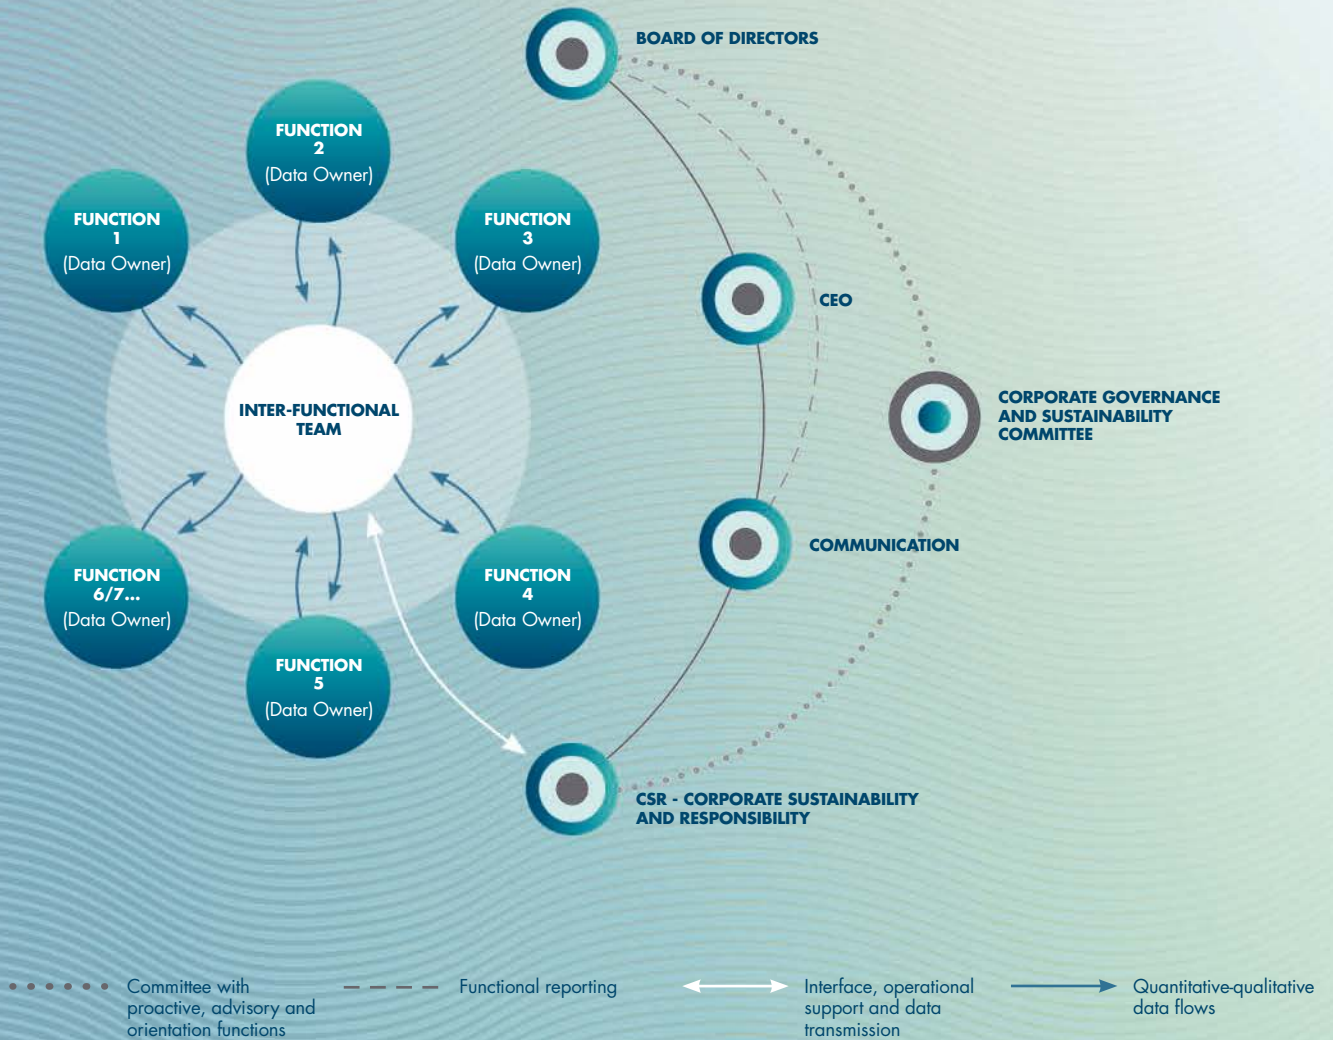 BOARD OF DIRECTORS
FUNCTION
2
(Data Owner)
FUNCTION
1
(Data Owner)
FUNCTION
3
(Data Owner)
CEO
INTER-FUNCTIONAL
TEAM
CORPORATE GOVERNANCE
AND SUSTAINABILITY
COMMITTEE
COMMUNICATION
FUNCTION
6/7...
(Data Owner)
FUNCTION
4
(Data Owner)
FUNCTION
5
(Data Owner)
CSR - CORPORATE SUSTAINABILITY
AND RESPONSIBILITY
Committee with
proactive, advisory and
orientation functions
Functional reporting
Interface, operational
support and data
transmission
Quantitative-qualitative
data flows